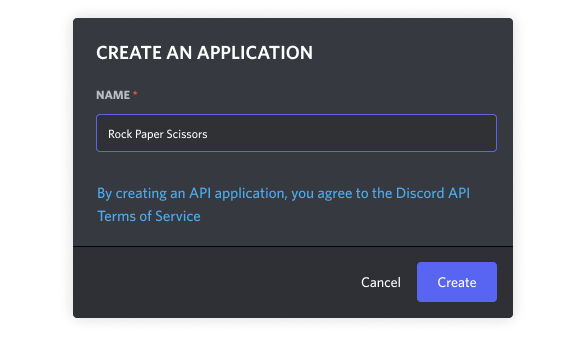 CREATE AN APPLICATION
NAME *
Rock Paper Scissors
By creating an API application, you agree to the Discord API
Terms of Service
Cancel Create